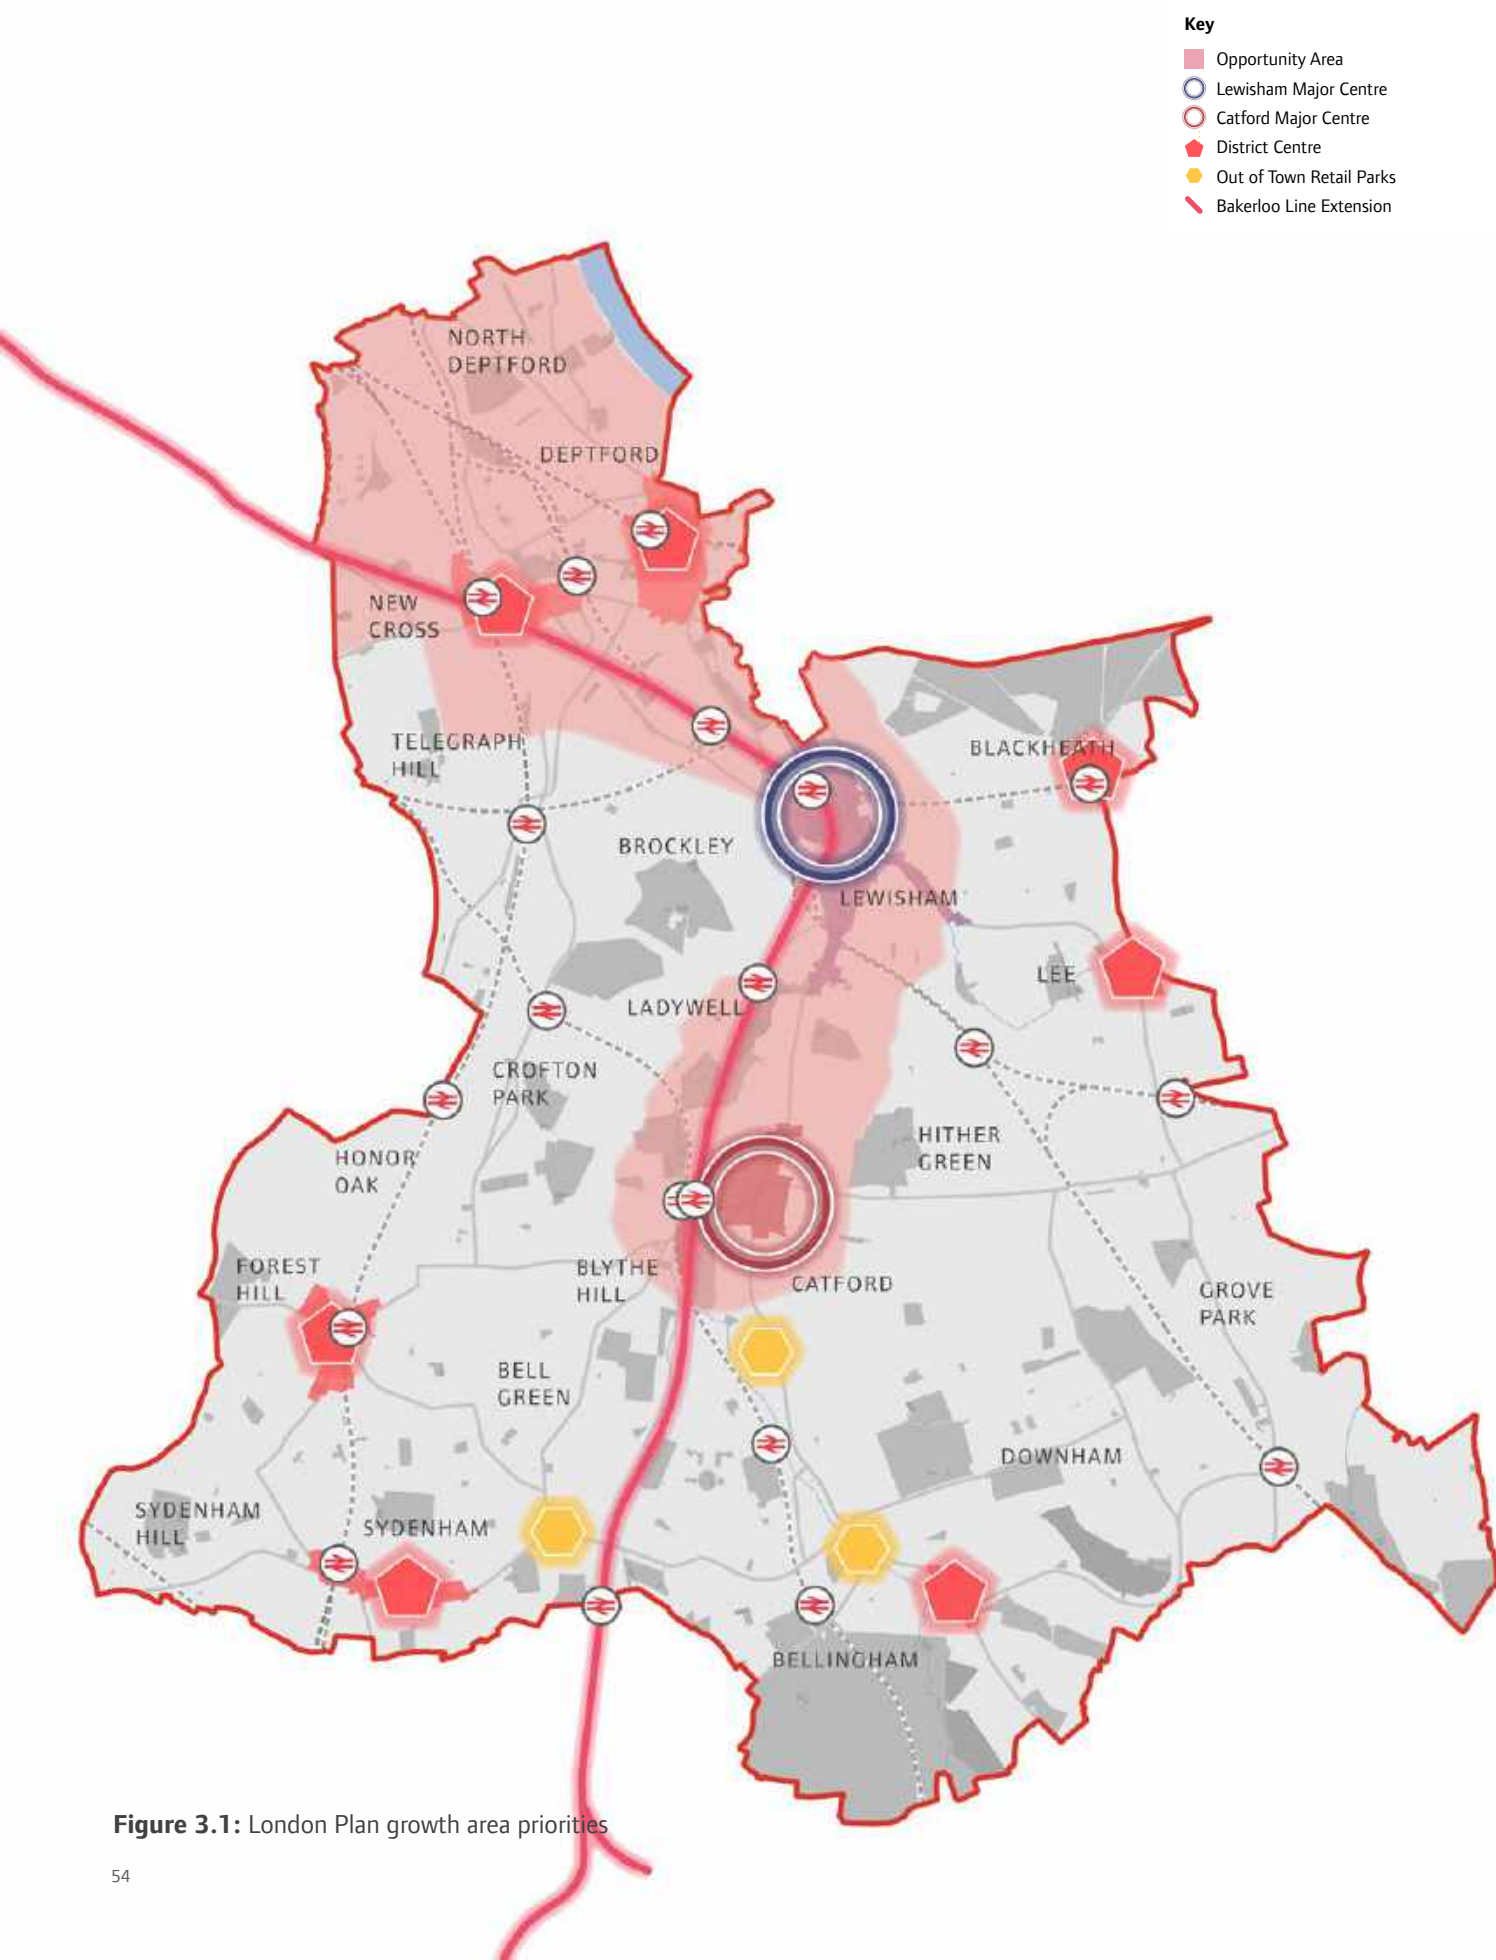 Key
Opportunity Area
Lewisham Major Centre
Catford Major Centre
District Centre
Out of Town Retail Parks
Bakerloo Line Extension
NORTH
DEPTFORD
DEPTFORD
NEW
CROSS
TELEGRAPH
HILL
BLACKHEATH
BROCKLEY
LEWISHAM
LEE
LADYWELL
CROFTON
PARK
HITHER
GREEN
HONOR
OAK
FOREST
HILL
BLYTHE
HILL
CATFORD
GROVE
PARK
BELL
GREEN
DOWNHAM
SYDENHAM
HILL
SYDENHAM
BELLINGHAM
Figure 3.1: London Plan growth area priorities
54